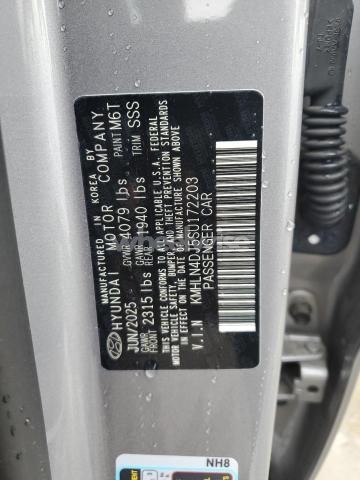 MANUFACTURED IN KOREA BY
HYUNDAI MOTOR COMPANY
JUN/2025 GVWR 4079 lbs PAINT M6T
GAWR FRONT 2315 lbs GAWR REAR 1940 lbs TRIM SSS
THIS VEHICLE CONFORMS TO ALL APPLICABLE U.S.A. FEDERAL
MOTOR VEHICLE SAFETY, BUMPER, AND THEFT PREVENTION STANDARDS
IN EFFECT ON THE DATE OF MANUFACTURE SHOWN ABOVE
V.I.N KMHLN4DJ5SU172203
PASSENGER CAR
NH8